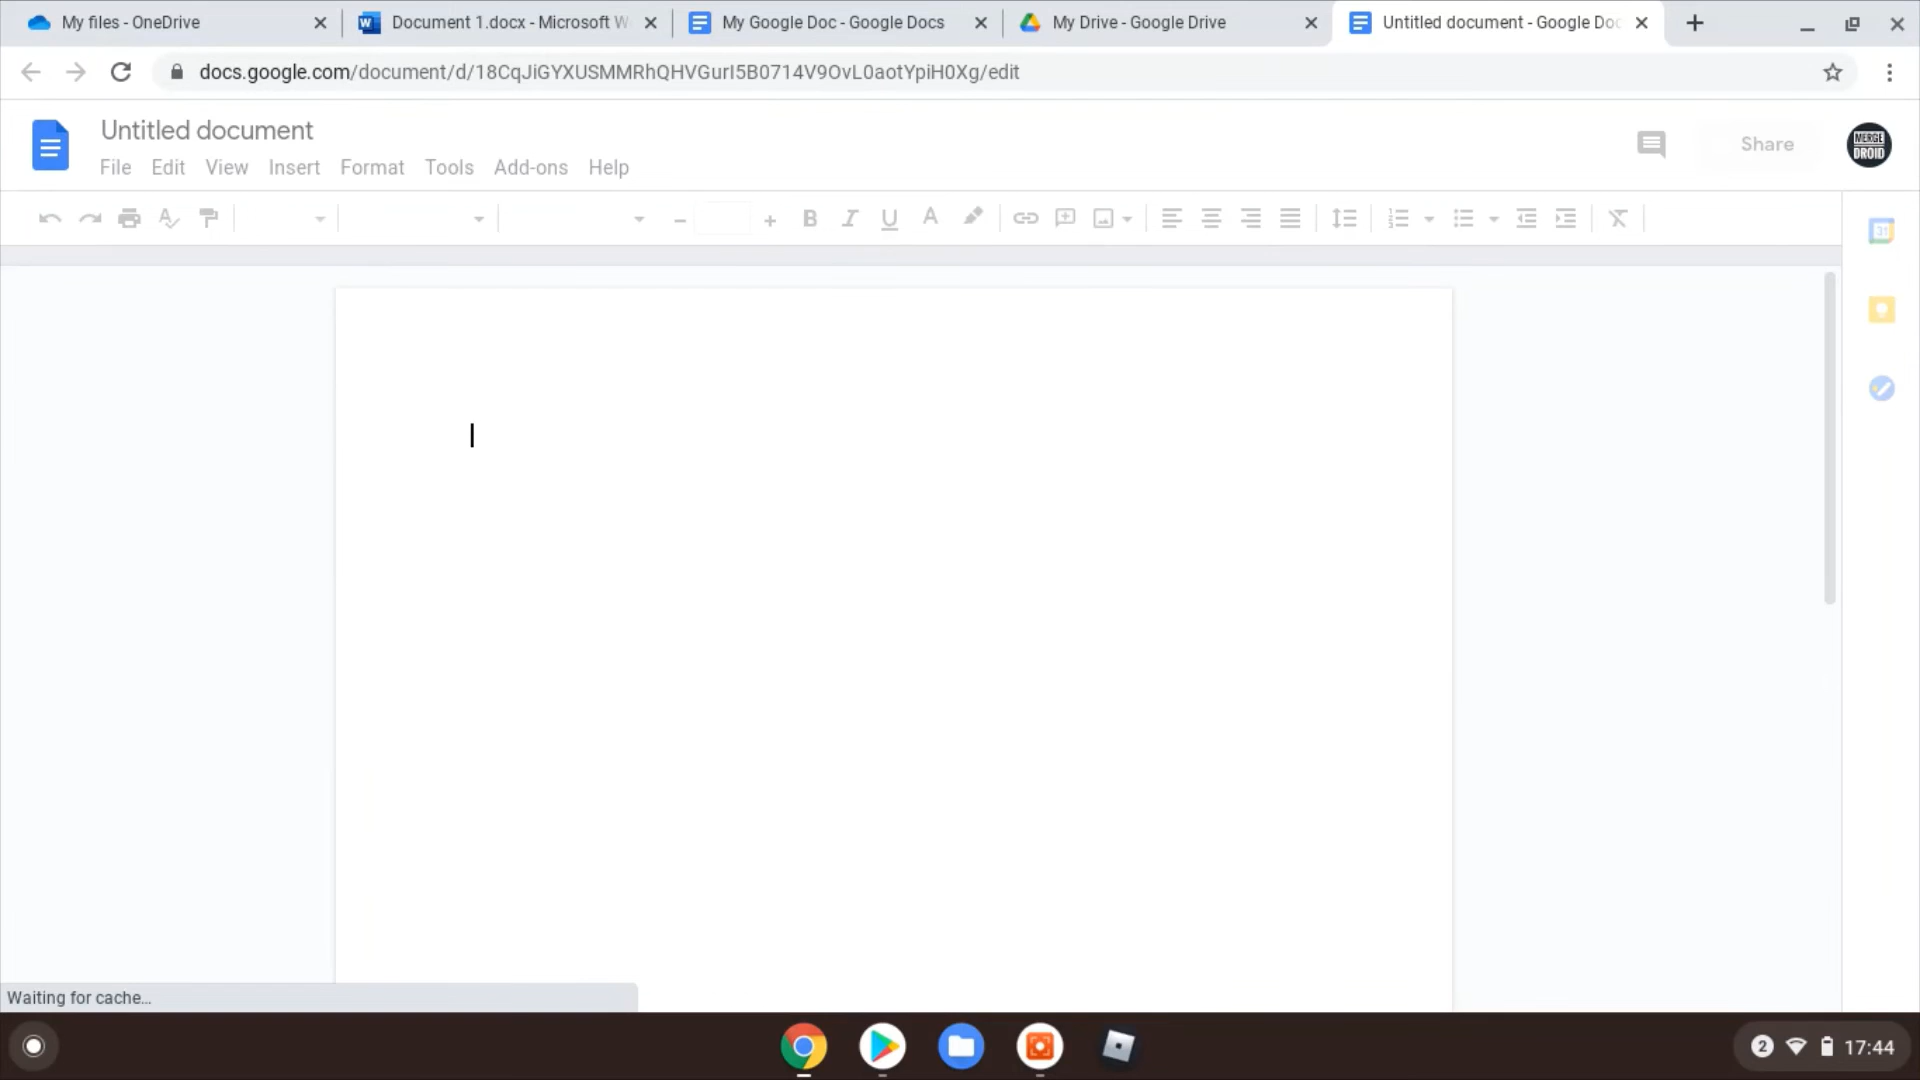 My files - OneDrive
Document 1.docx - Microsoft W
My Google Doc - Google Docs
My Drive - Google Drive
Untitled document - Google Doc
docs.google.com/document/d/18CqJiGYXUSMMRhQHVGurI5B0714V9OvL0aotYpiH0Xg/edit
Untitled document
File Edit View Insert Format Tools Add-ons Help
Share
MERGE
DROID
31
Waiting for cache...
2 17:44